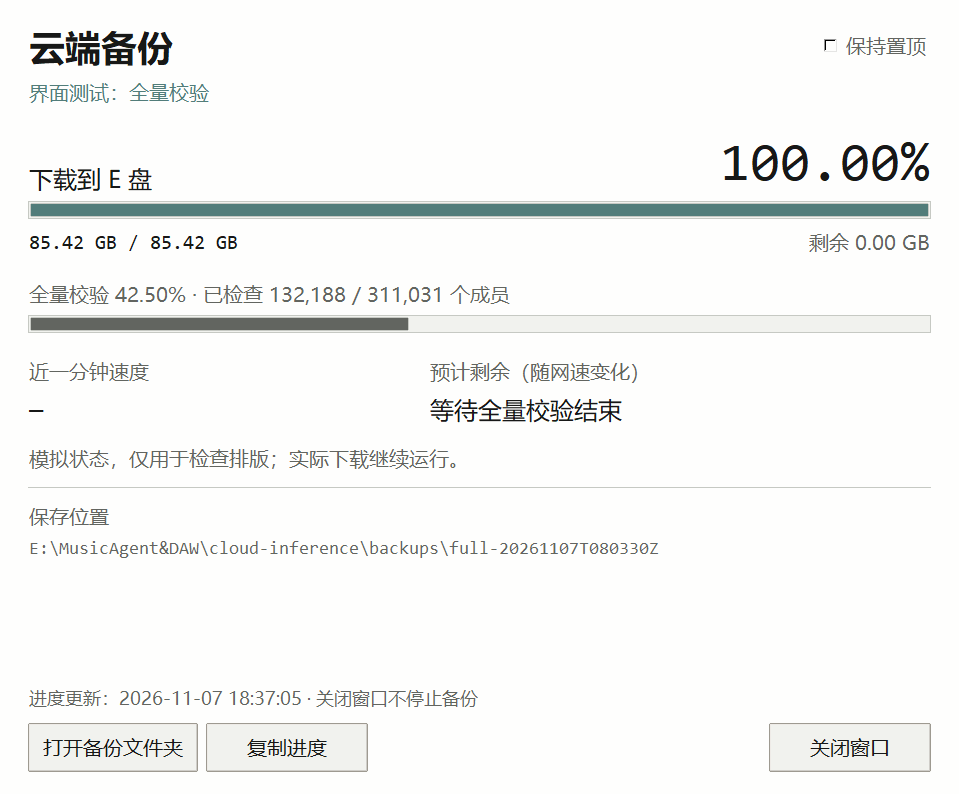 云端备份
保持置顶
界面测试：全量校验
下载到 E 盘
100.00%
85.42 GB / 85.42 GB
剩余 0.00 GB
全量校验 42.50% · 已检查 132,188 / 311,031 个成员
近一分钟速度
预计剩余（随网速变化）
—
等待全量校验结束
模拟状态，仅用于检查排版；实际下载继续运行。
保存位置
E:\MusicAgent&DAW\cloud-inference\backups\full-20261107T080330Z
进度更新：2026-11-07 18:37:05 · 关闭窗口不停止备份
打开备份文件夹
复制进度
关闭窗口